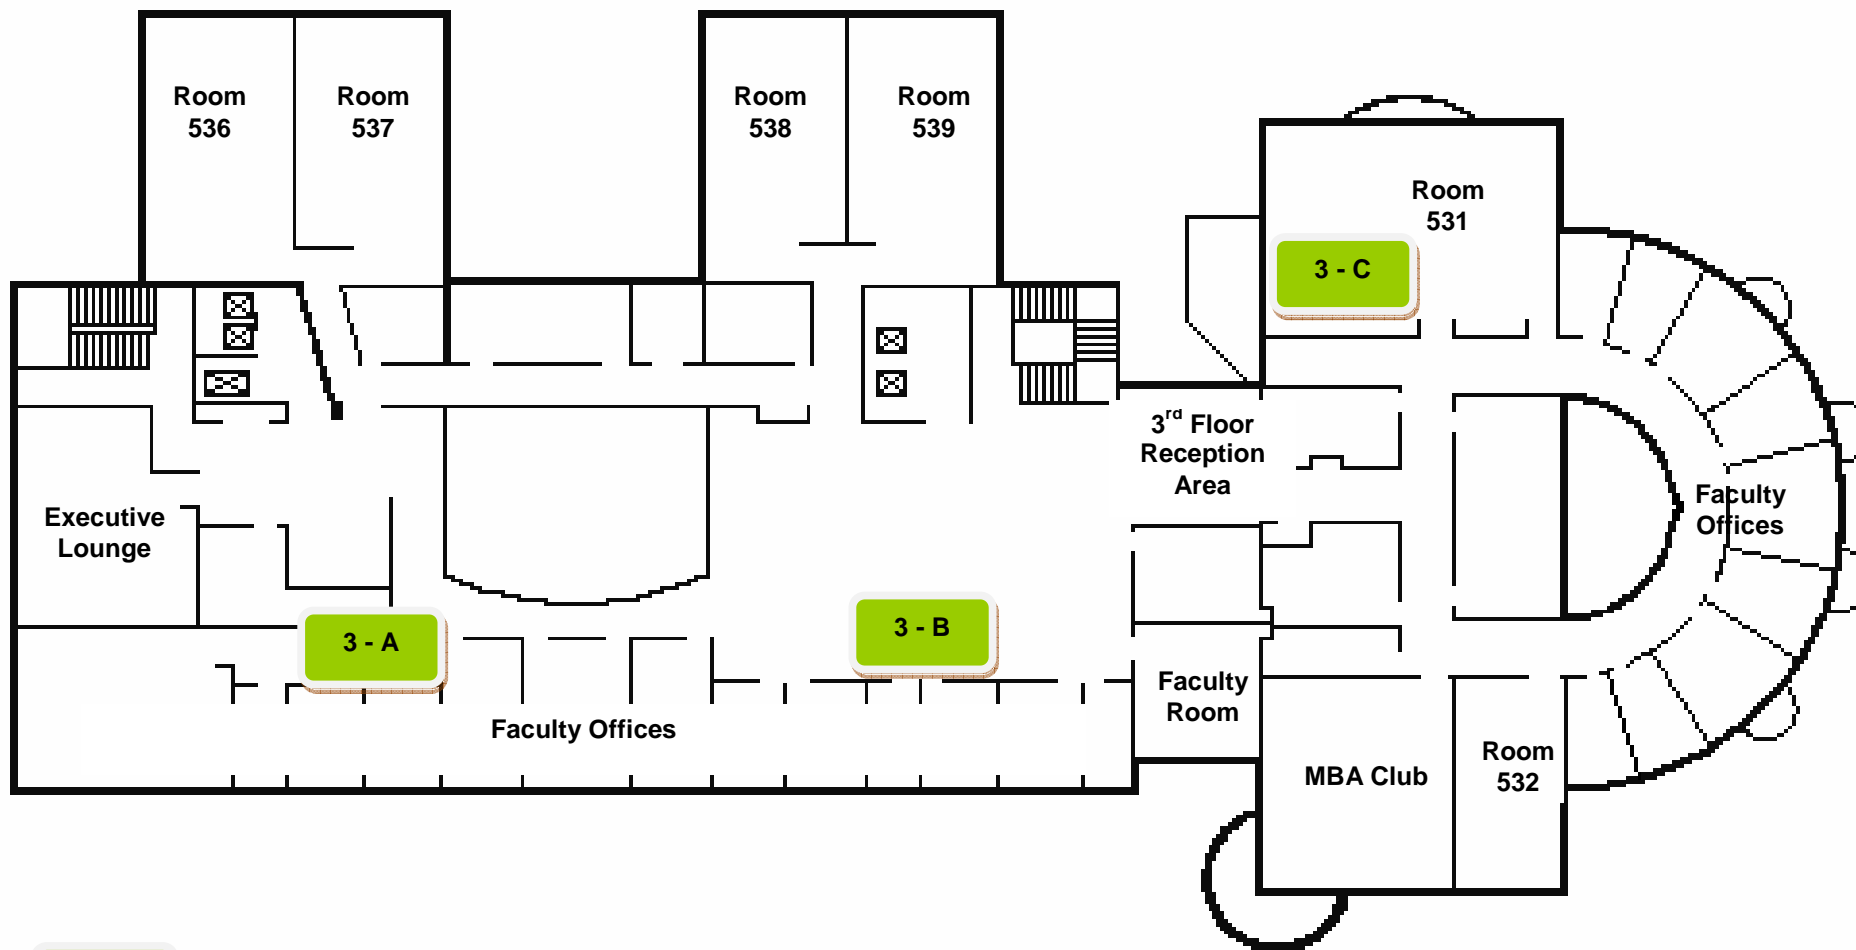 Room
536
Room
537
Room
538
Room
539
Room
531
3 - C
3rd Floor
Reception
Area
Executive
Lounge
Faculty
Offices
3 - A
3 - B
Faculty
Room
Faculty Offices
MBA Club
Room
532